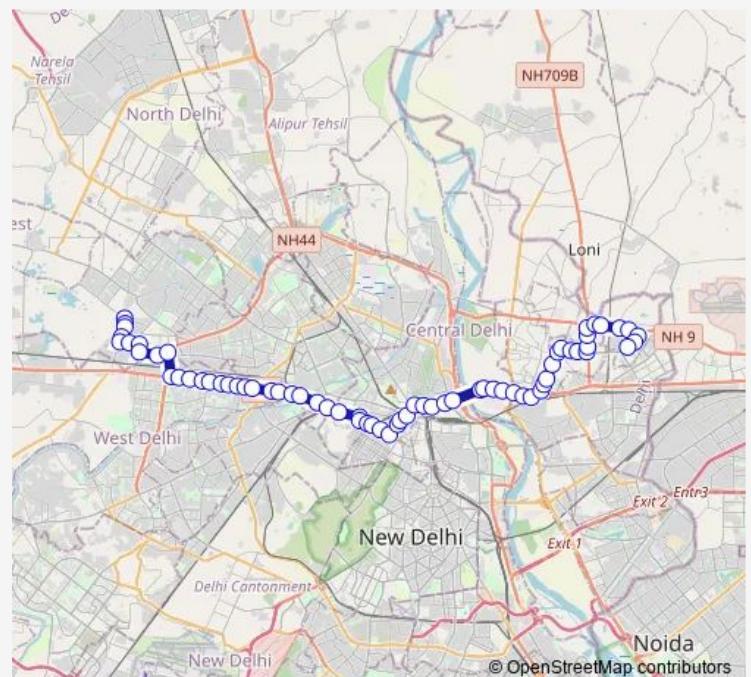 Narela
Tehsil
NH709B
North Delhi
Alipur Tehsil
NH44
Loni
Central Delhi
NH 9
Delhi
West Delhi
Entr3
Exit 2
New Delhi
Exit 1
Delhi Cantonment
Noida
New Delhi
© OpenStreetMap contributors